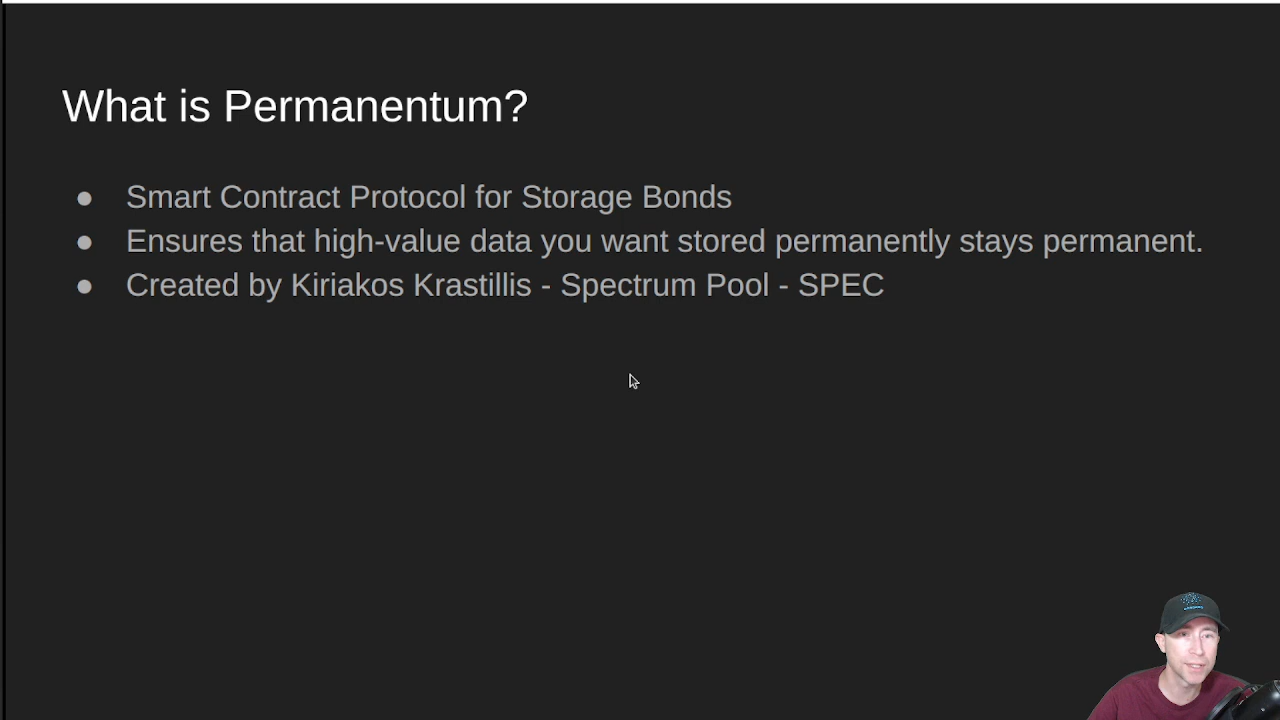 What is Permanentum?
● Smart Contract Protocol for Storage Bonds
● Ensures that high-value data you want stored permanently stays permanent.
● Created by Kiriakos Krastillis - Spectrum Pool - SPEC